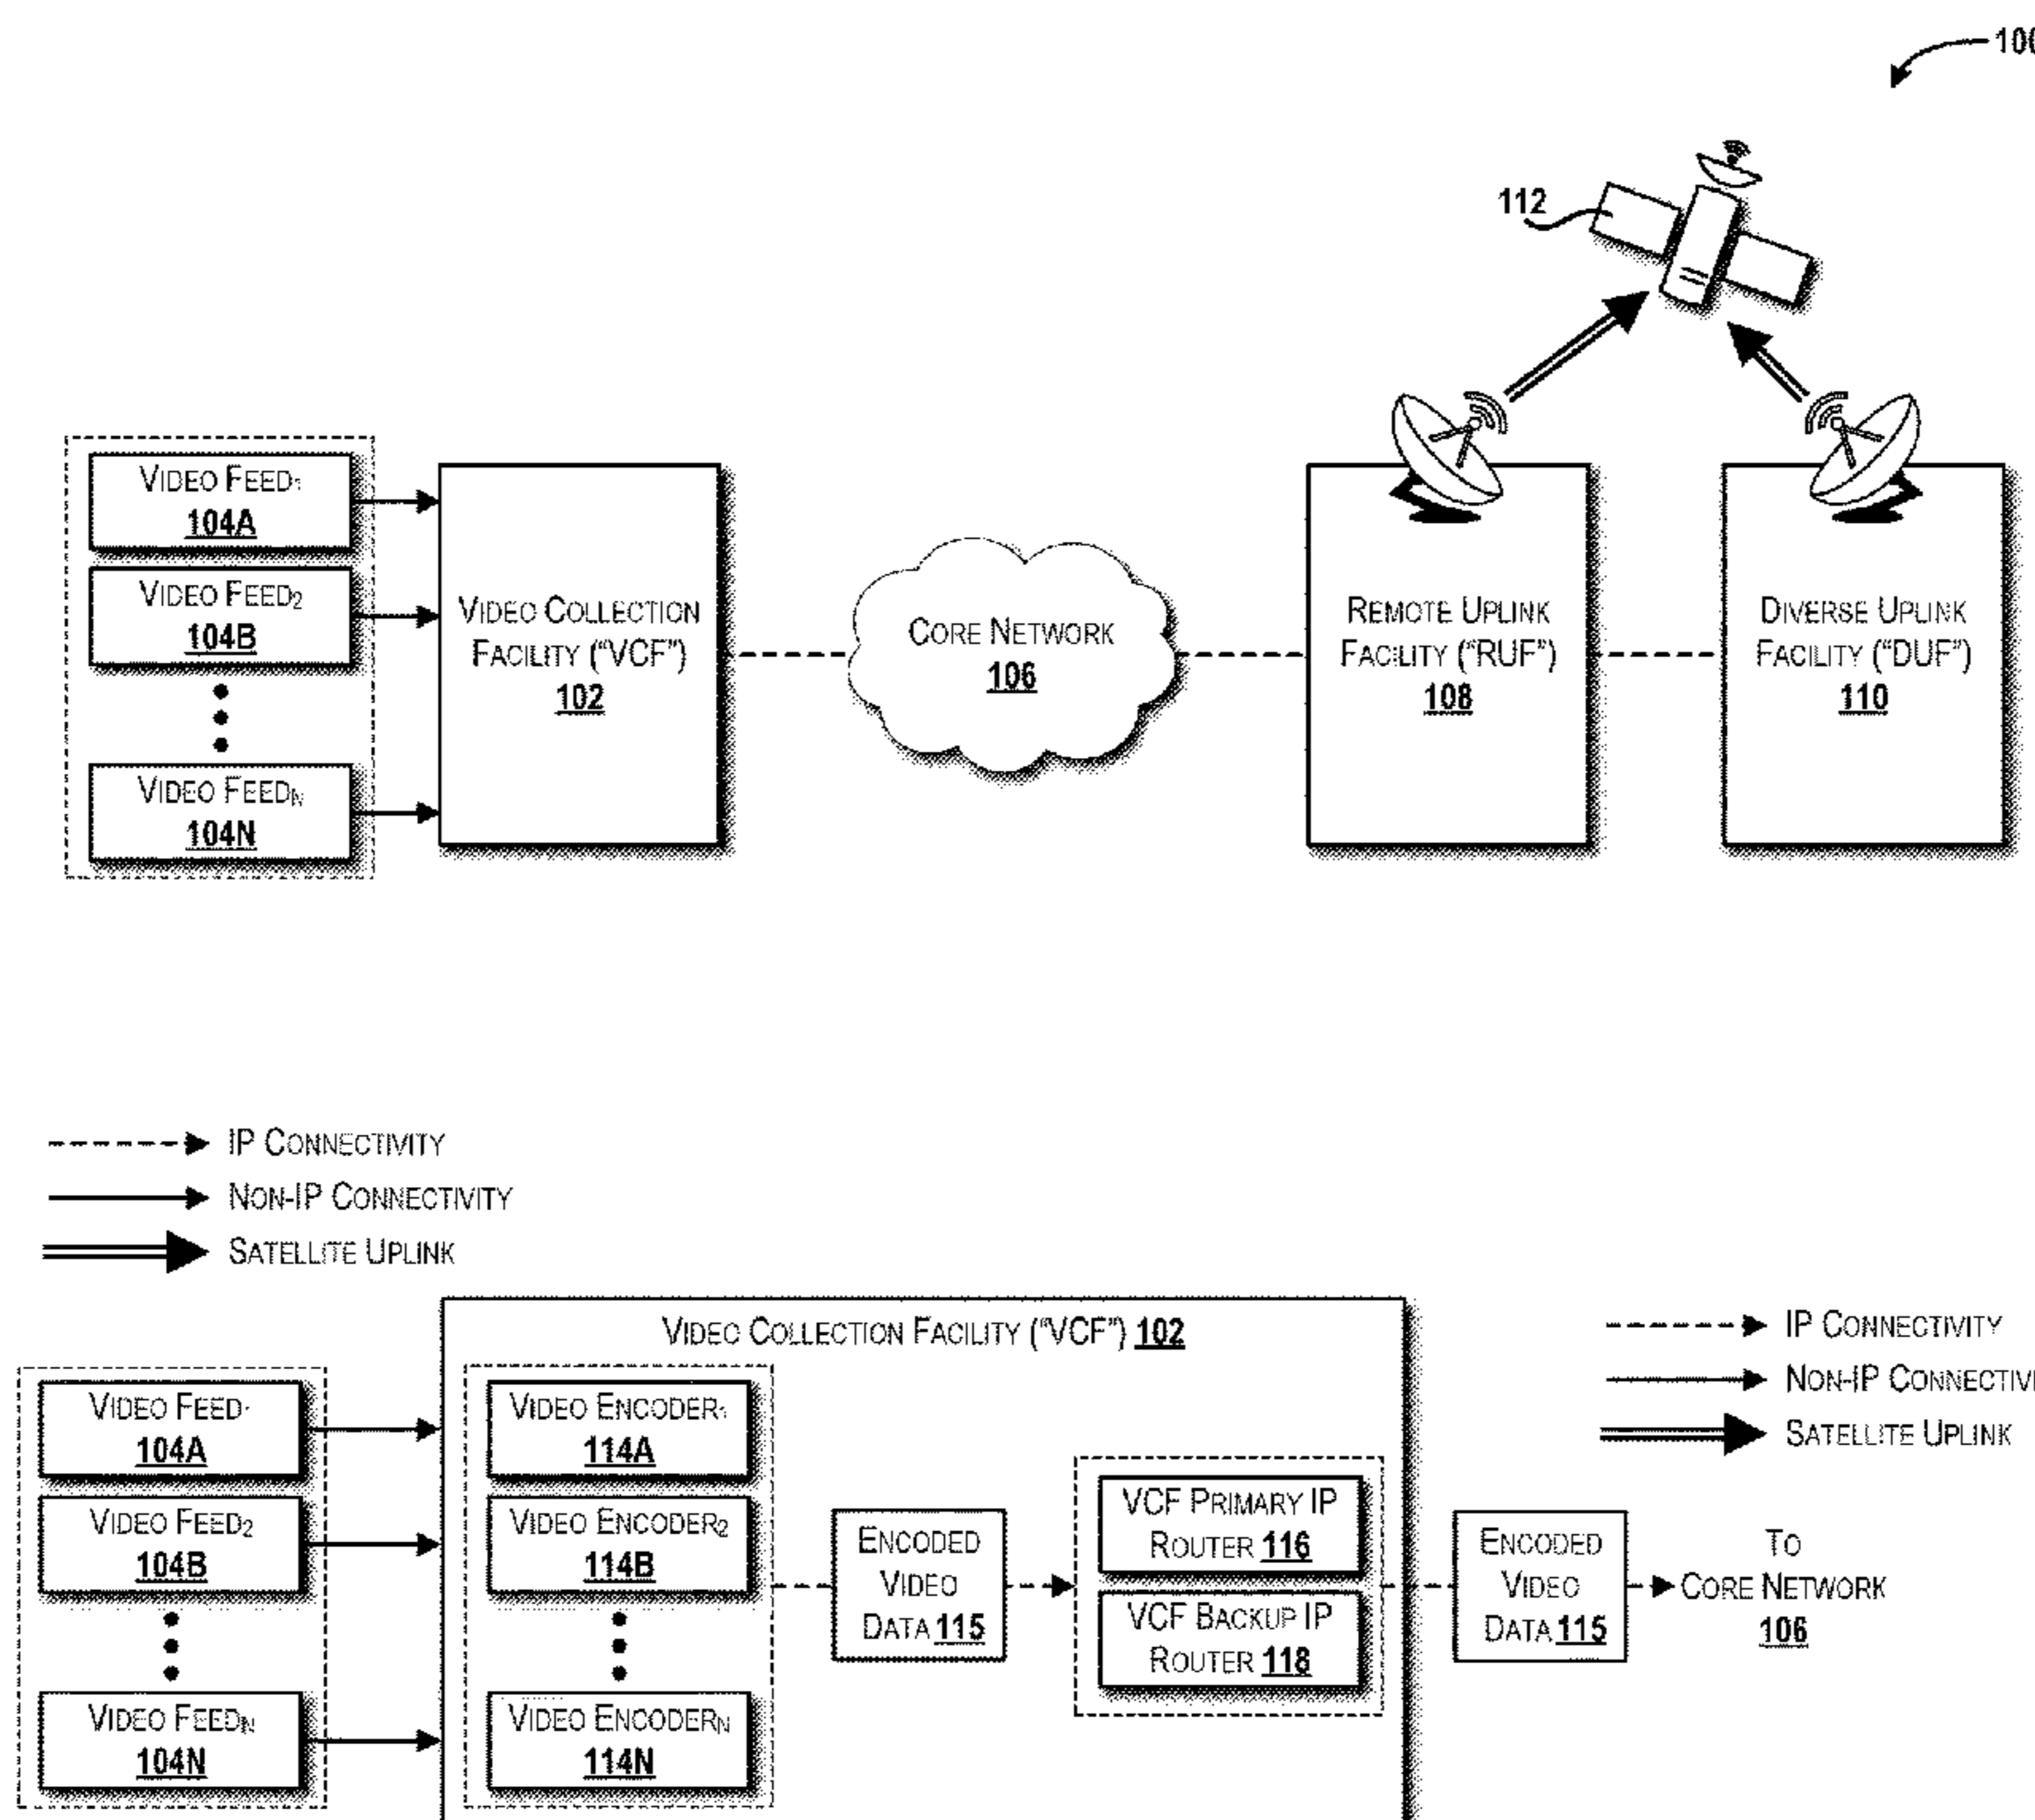 100
112
VIDEO FEED1
104A
VIDEO FEED2
104B
VIDEO FEEDN
104N
VIDEO COLLECTION
FACILITY ("VCF")
102
CORE NETWORK
106
REMOTE UPLINK
FACILITY ("RUF")
108
DIVERSE UPLINK
FACILITY ("DUF")
110
IP CONNECTIVITY
NON-IP CONNECTIVITY
SATELLITE UPLINK
VIDEO COLLECTION FACILITY ("VCF") 102
VIDEO FEED1
104A
VIDEO FEED2
104B
VIDEO FEEDN
104N
VIDEO ENCODER1
114A
VIDEO ENCODER2
114B
VIDEO ENCODERN
114N
ENCODED
VIDEO
DATA 115
VCF PRIMARY IP
ROUTER 116
VCF BACKUP IP
ROUTER 118
IP CONNECTIVITY
NON-IP CONNECTIVI
SATELLITE UPLINK
ENCODED
VIDEO
DATA 115
TO
CORE NETWORK
106